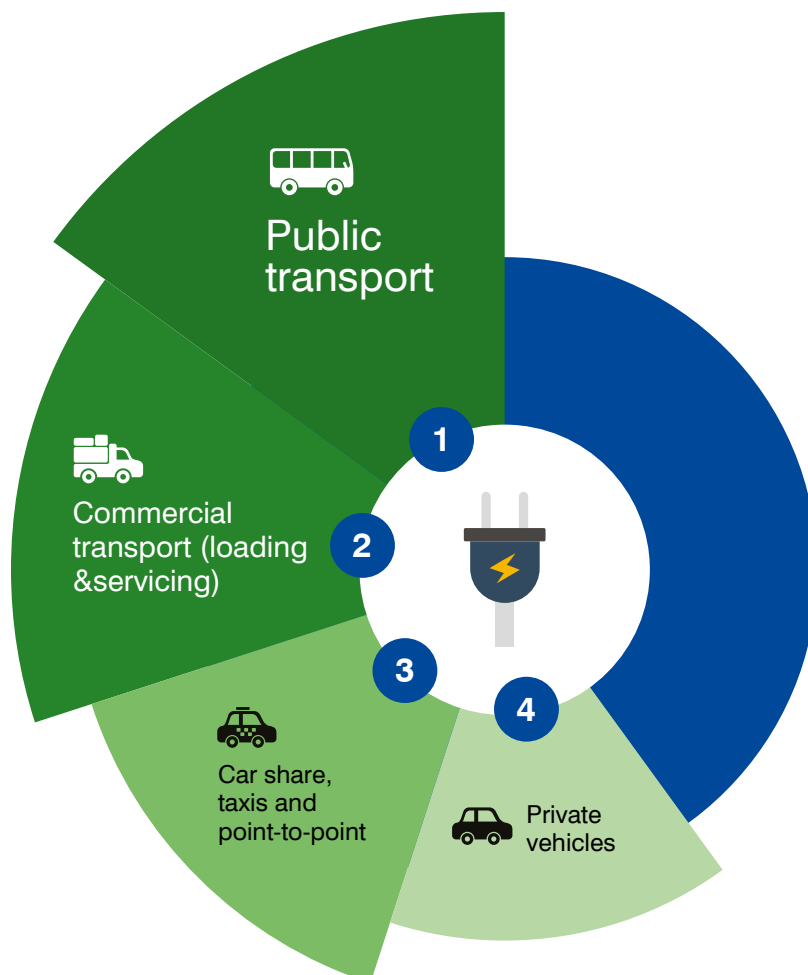 Public
transport
1
Commercial
transport (loading
&servicing)
2
3
Car share,
taxis and
point-to-point
4
Private
vehicles